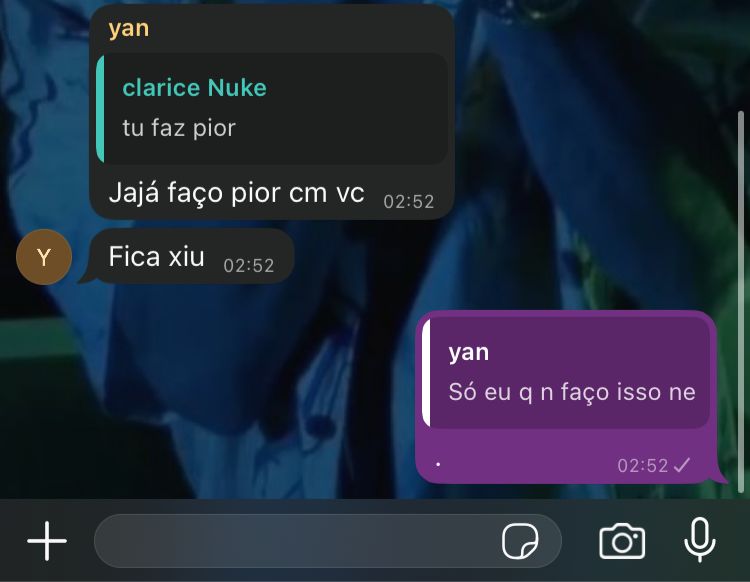 yan
clarice Nuke
tu faz pior
Jajá faço pior cm vc 02:52
Y
Fica xiu 02:52
yan
Só eu q n faço isso ne
. 02:52